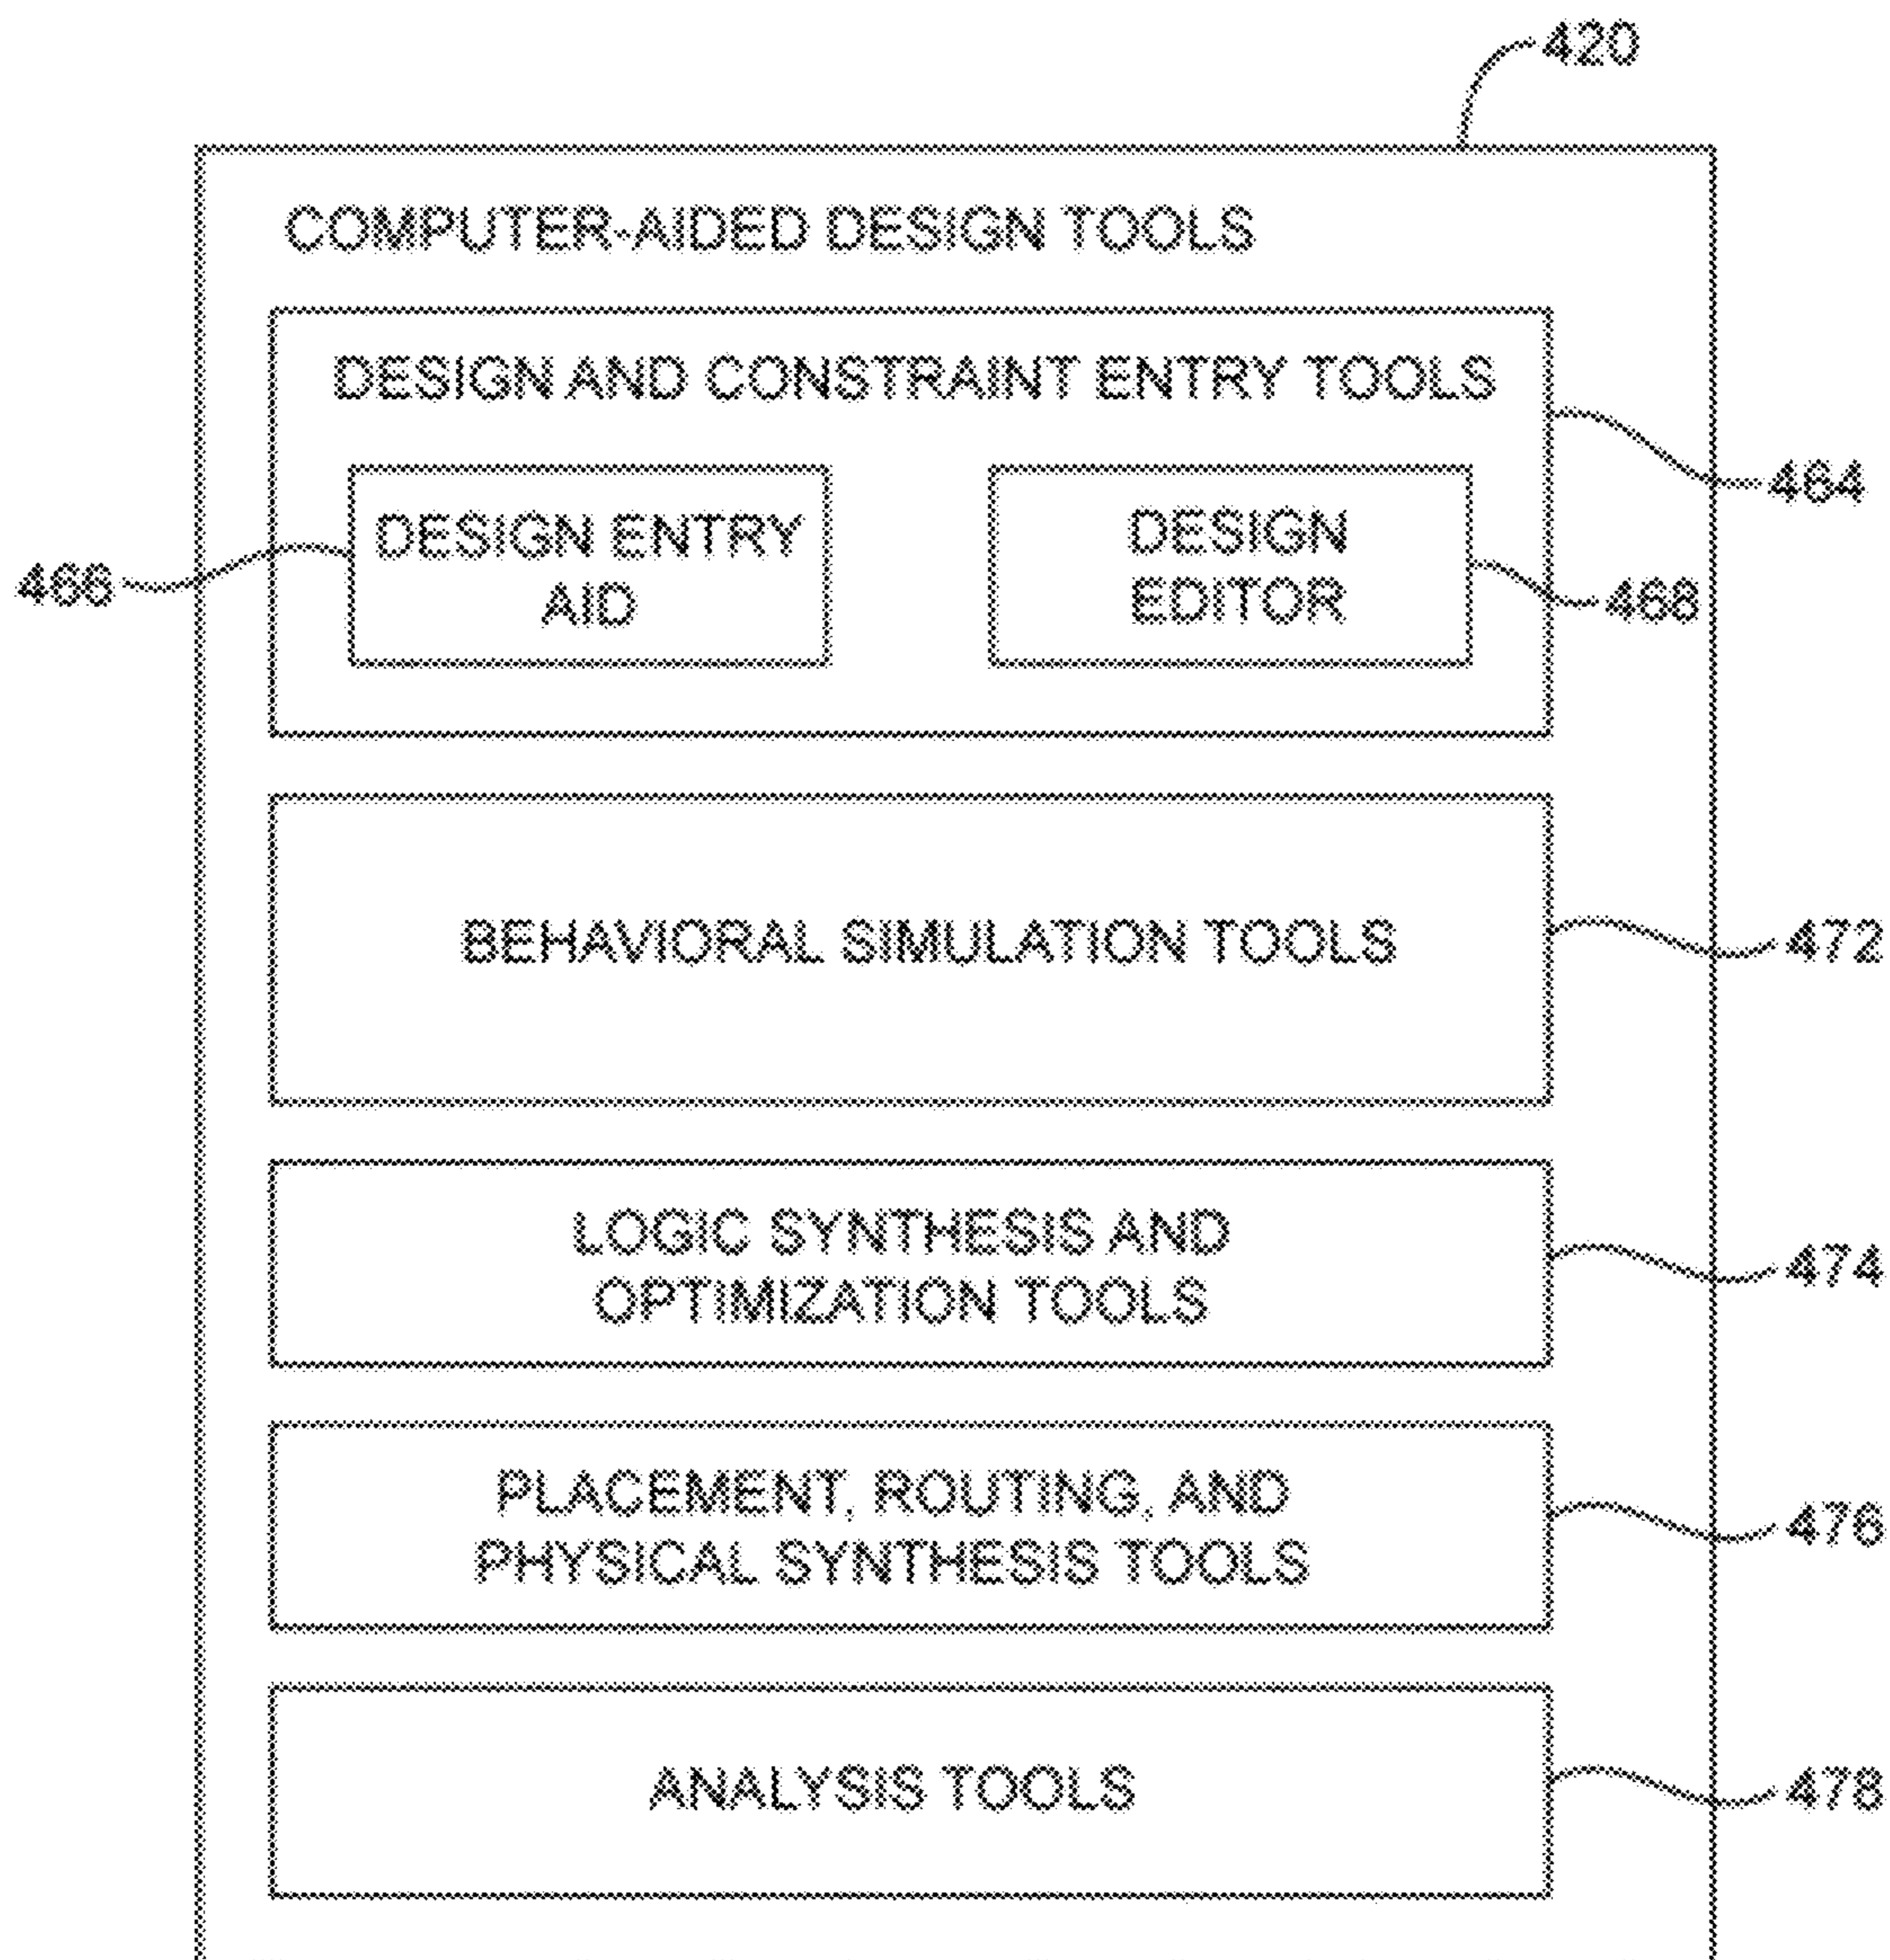 420
COMPUTER-AIDED DESIGN TOOLS
DESIGN AND CONSTRAINT ENTRY TOOLS
464
DESIGN ENTRY
AID
466
DESIGN
EDITOR
468
BEHAVIORAL SIMULATION TOOLS
472
LOGIC SYNTHESIS AND
OPTIMIZATION TOOLS
474
PLACEMENT, ROUTING, AND
PHYSICAL SYNTHESIS TOOLS
476
ANALYSIS TOOLS
478